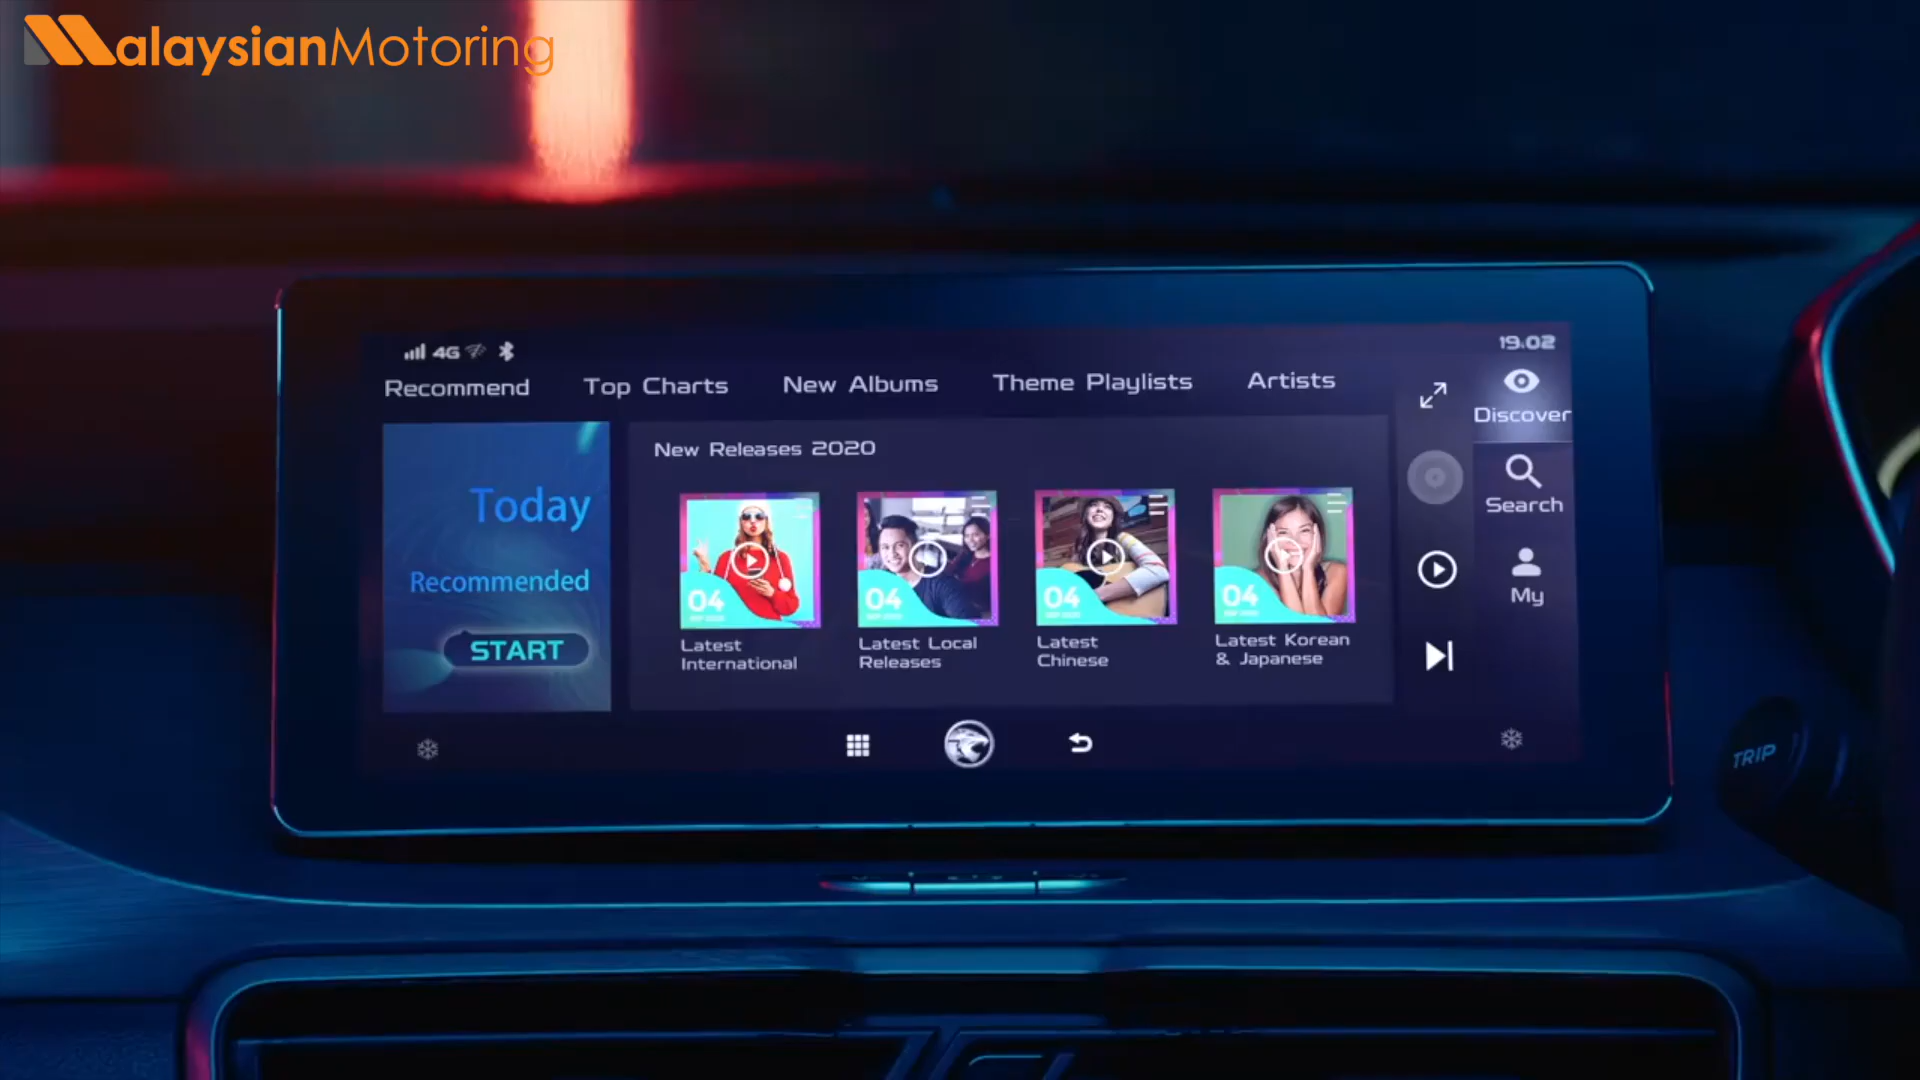 MalaysianMotoring
4G
19.02
Recommend
Top Charts
New Albums
Theme Playlists
Artists
Discover
New Releases 2020
Today
Recommended
START
Search
04
04
04
04
Latest
International
Latest Local
Releases
Latest
Chinese
Latest Korean
& Japanese
My
TRIP